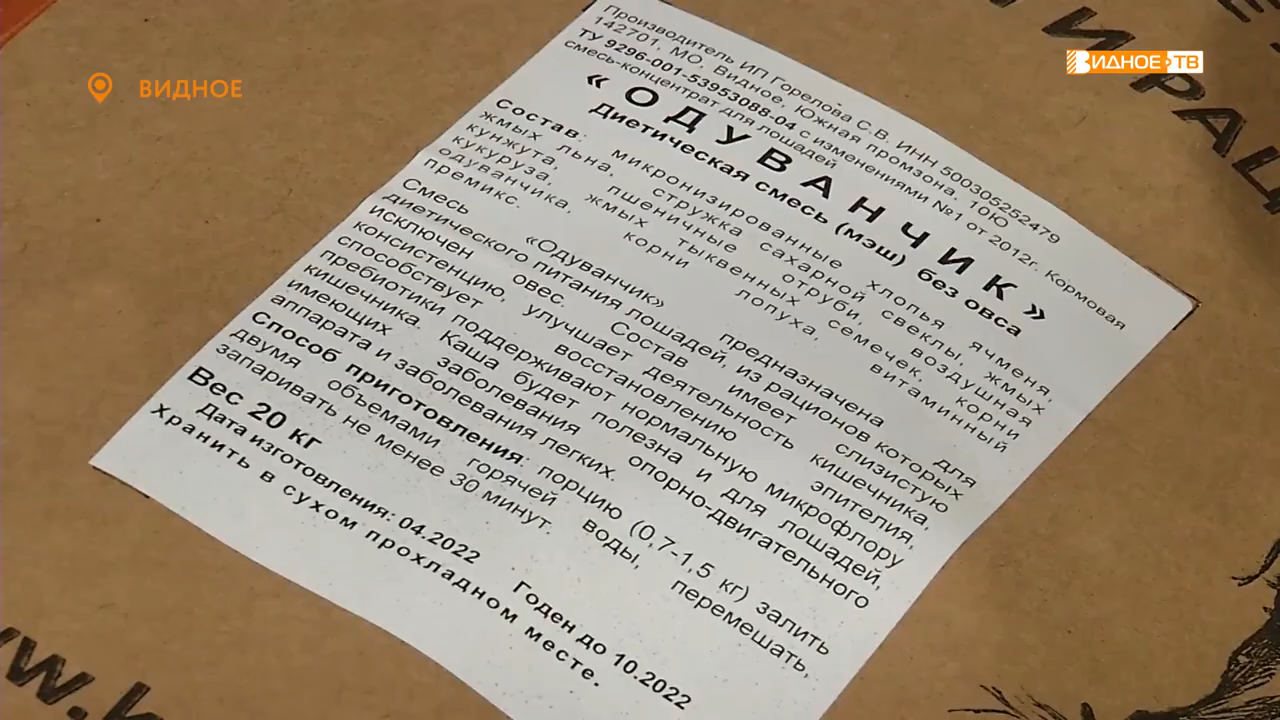 ВИДНОЕ
ВИДНОЕ ТВ
Производитель ИП Горелова С.В. ИНН 500305252479
142701, МО, Видное, Южная промзона, 10Ю
ТУ 9296-001-53953088-04 с изменениями №1 от 2012г. Кормовая
смесь-концентрат для лошадей
« ОДУВАНЧИК »
Диетическая смесь (мэш) без овса
Состав: микронизированные хлопья ячменя,
жмых льна, стружка сахарной свеклы, жмых
кунжута, пшеничные отруби, воздушная
кукуруза, жмых тыквенных семечек, корни
одуванчика, корни лопуха, витаминный
премикс.
Смесь «Одуванчик» предназначена для
диетического питания лошадей, из рационов которых
исключен овес. Состав имеет слизистую
консистенцию, улучшает деятельность кишечника,
способствует восстановлению эпителия,
пребиотики поддерживают нормальную микрофлору
кишечника. Каша будет полезна и для лошадей,
имеющих заболевания опорно-двигательного
аппарата и заболевания легких.
Способ приготовления: порцию (0,7-1,5 кг) залить
двумя объемами горячей воды, перемешать,
запаривать не менее 30 минут.
Вес 20 кг
Дата изготовления: 04.2022 Годен до 10.2022
Хранить в сухом прохладном месте.